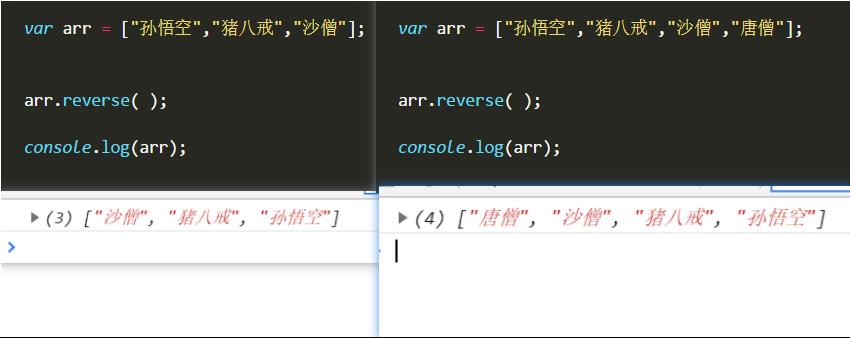 var arr = ["孙悟空","猪八戒","沙僧"];
arr.reverse( );
console.log(arr);
(3) ["沙僧", "猪八戒", "孙悟空"]
var arr = ["孙悟空","猪八戒","沙僧","唐僧"];
arr.reverse( );
console.log(arr);
(4) ["唐僧", "沙僧", "猪八戒", "孙悟空"]